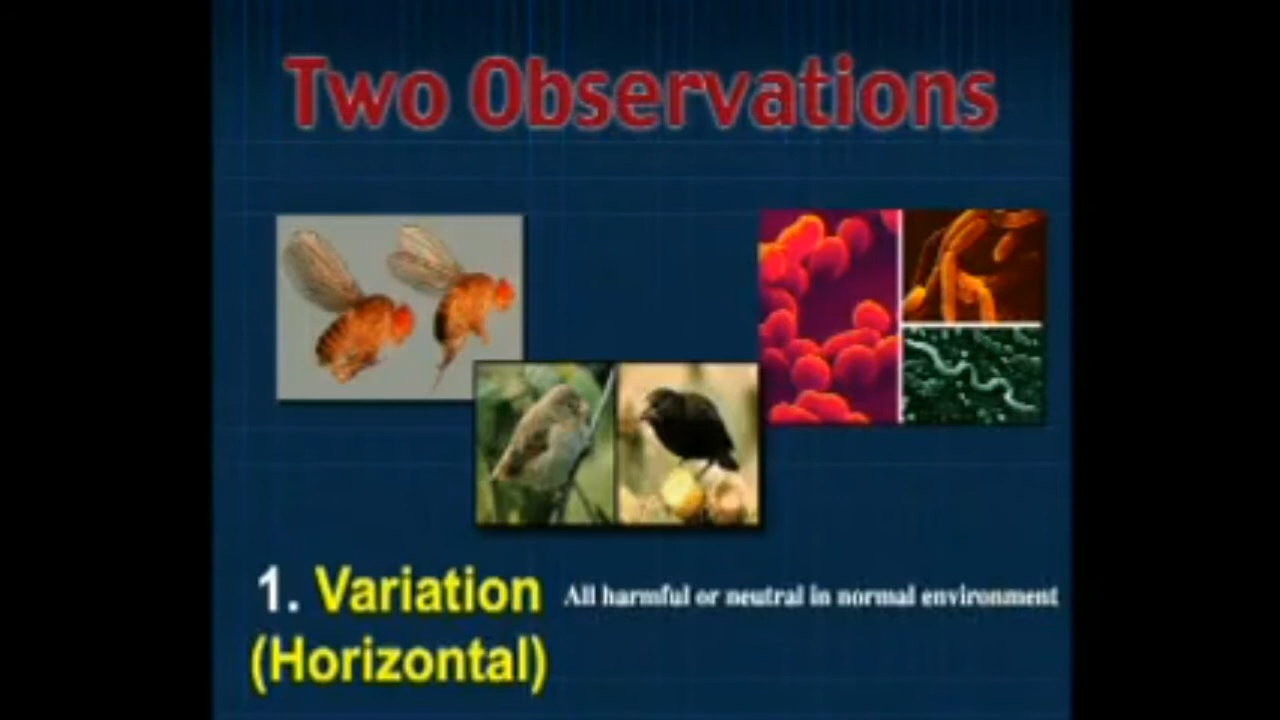 Two Observations
1. Variation All harmful or neutral in normal environment
(Horizontal)